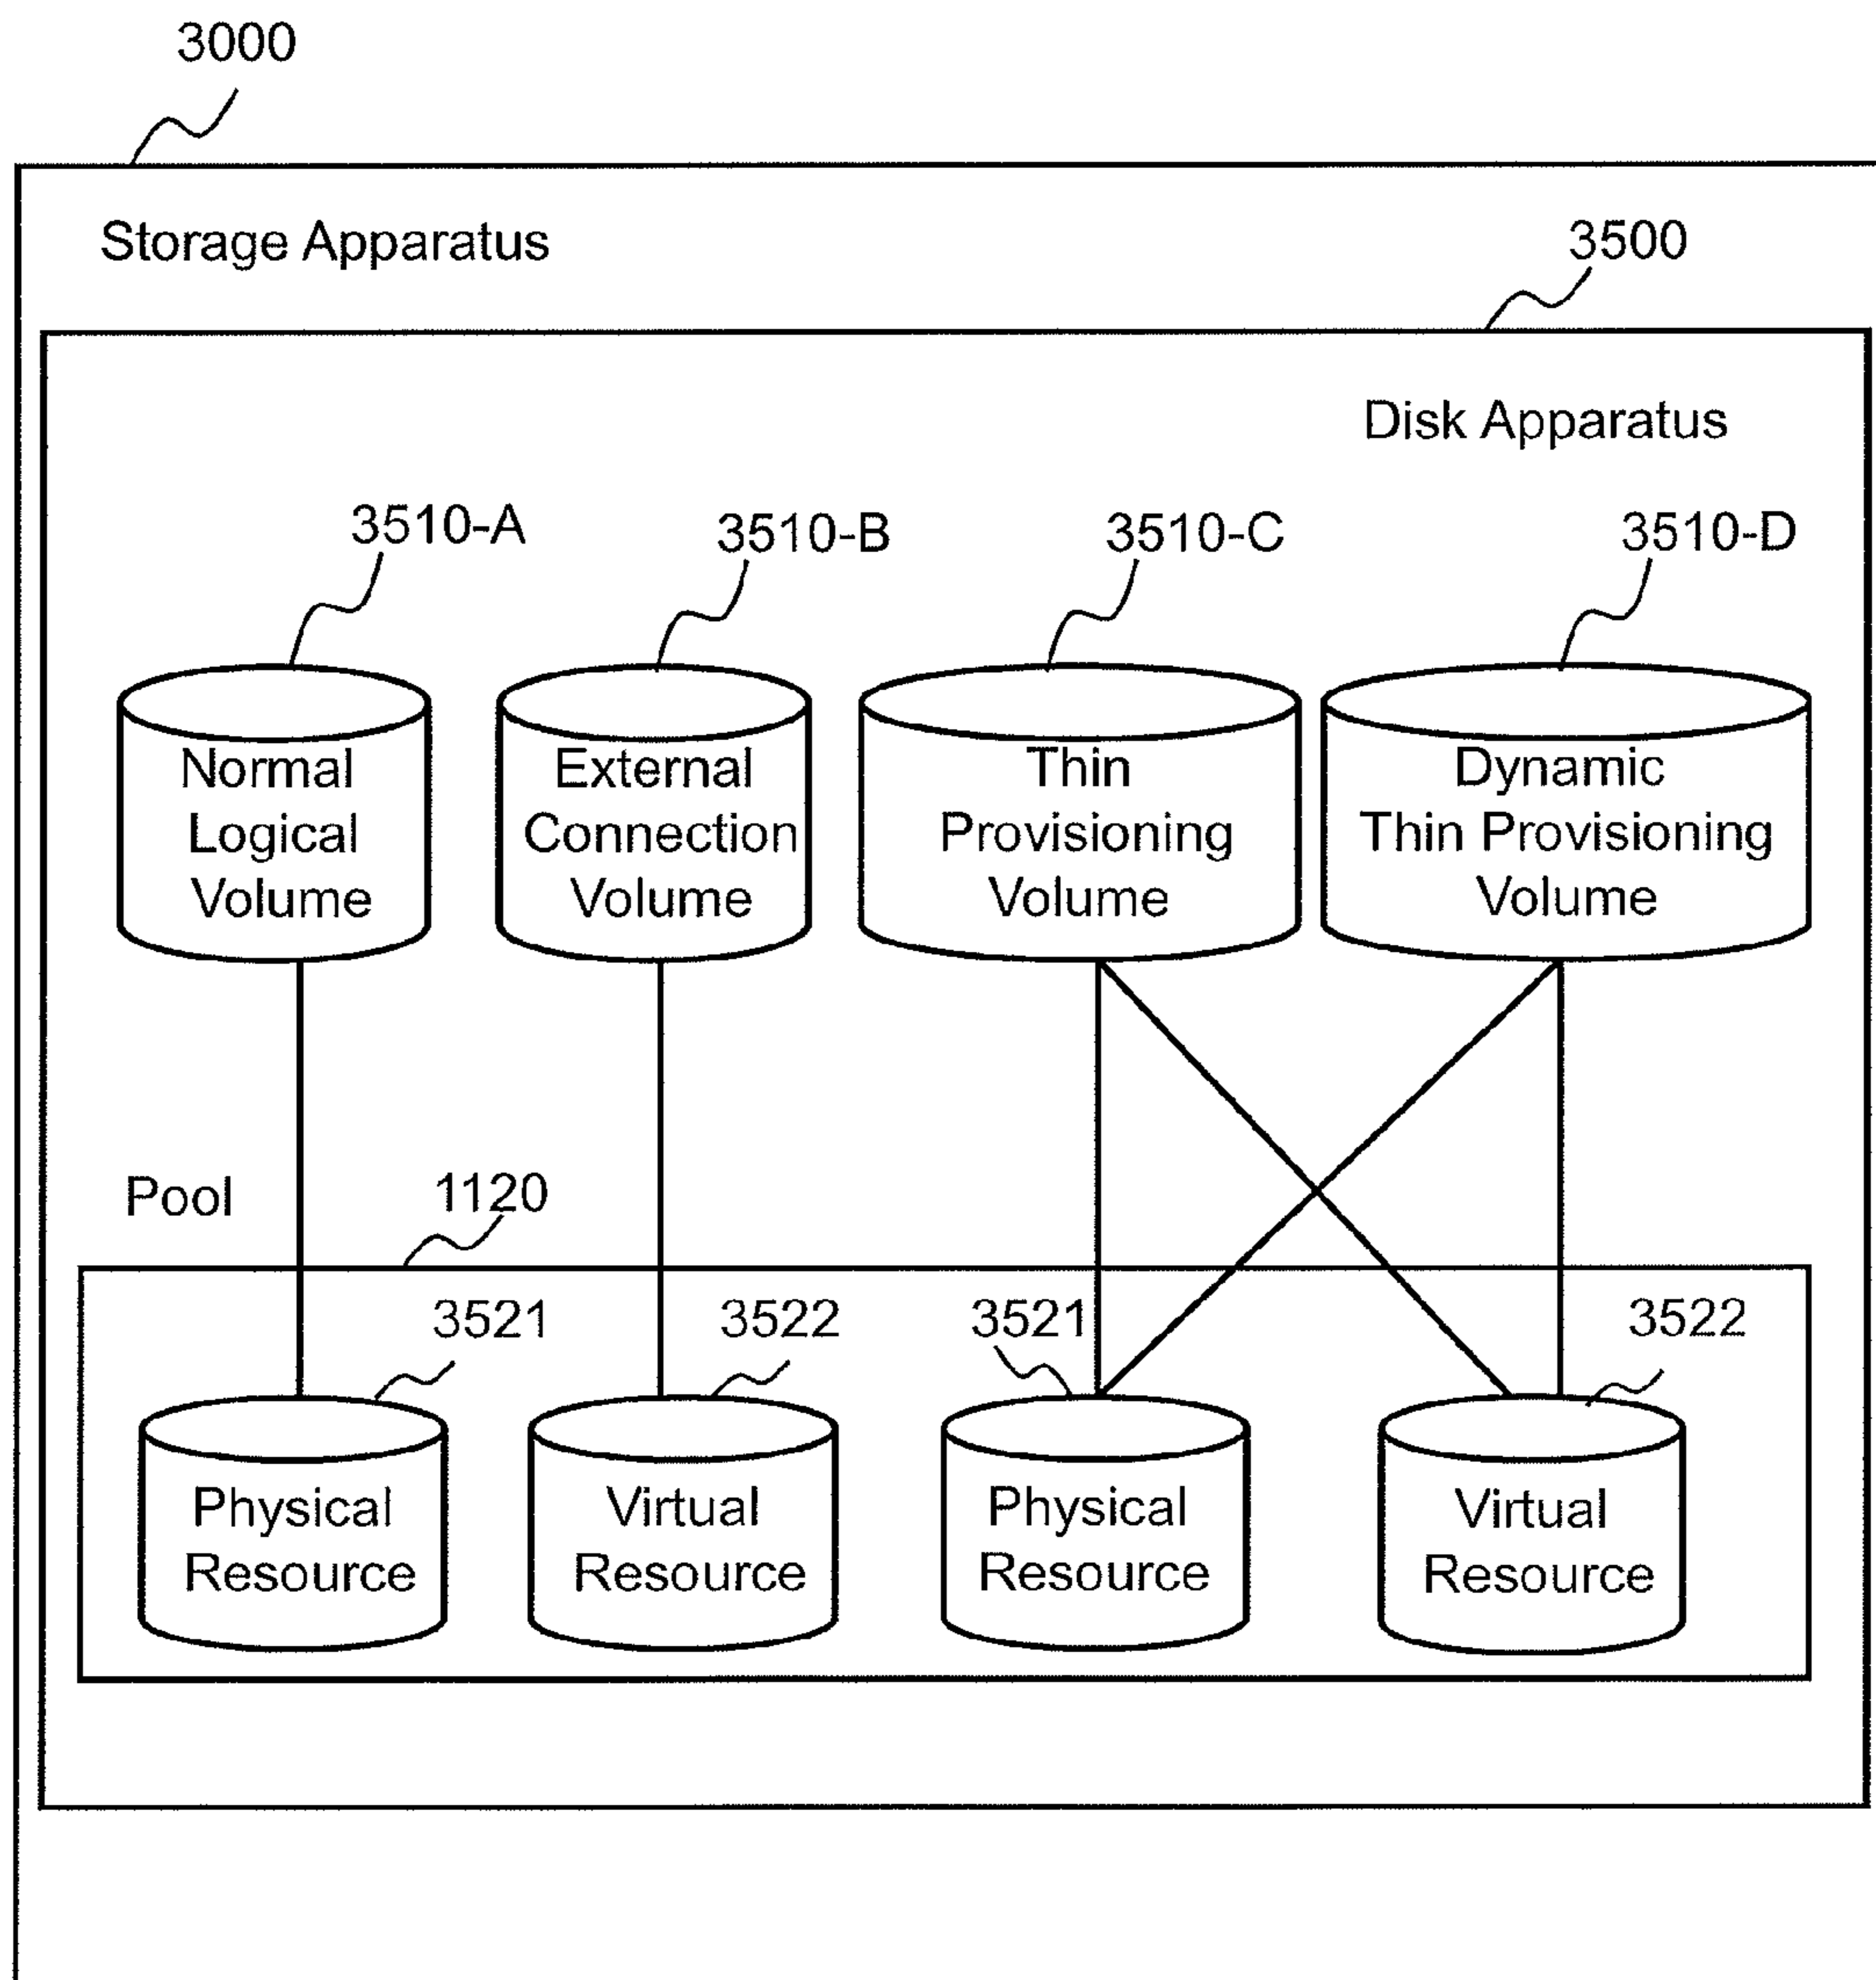 3000
Storage Apparatus
3500
Disk Apparatus
3510-A
3510-B
3510-C
3510-D
Normal
Logical
Volume
External
Connection
Volume
Thin
Provisioning
Volume
Dynamic
Thin Provisioning
Volume
Pool
1120
3521
3522
3521
3522
Physical
Resource
Virtual
Resource
Physical
Resource
Virtual
Resource